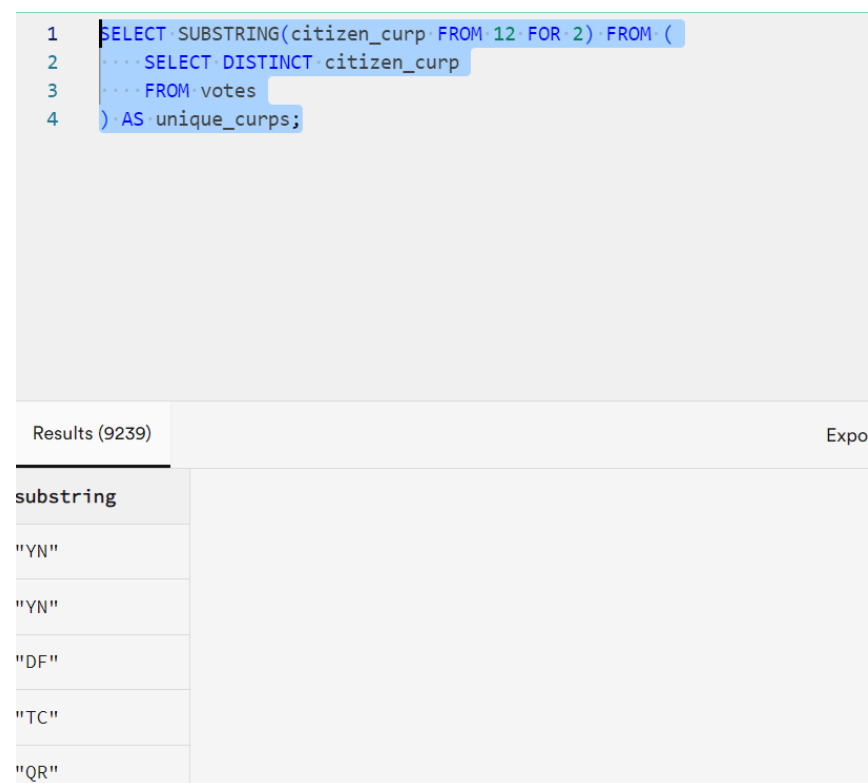 1 SELECT SUBSTRING(citizen_curp FROM 12 FOR 2) FROM (
2     SELECT DISTINCT citizen_curp
3     FROM votes
4 ) AS unique_curps;
Results (9239)
Expo
substring
"YN"
"YN"
"DF"
"TC"
"QR"